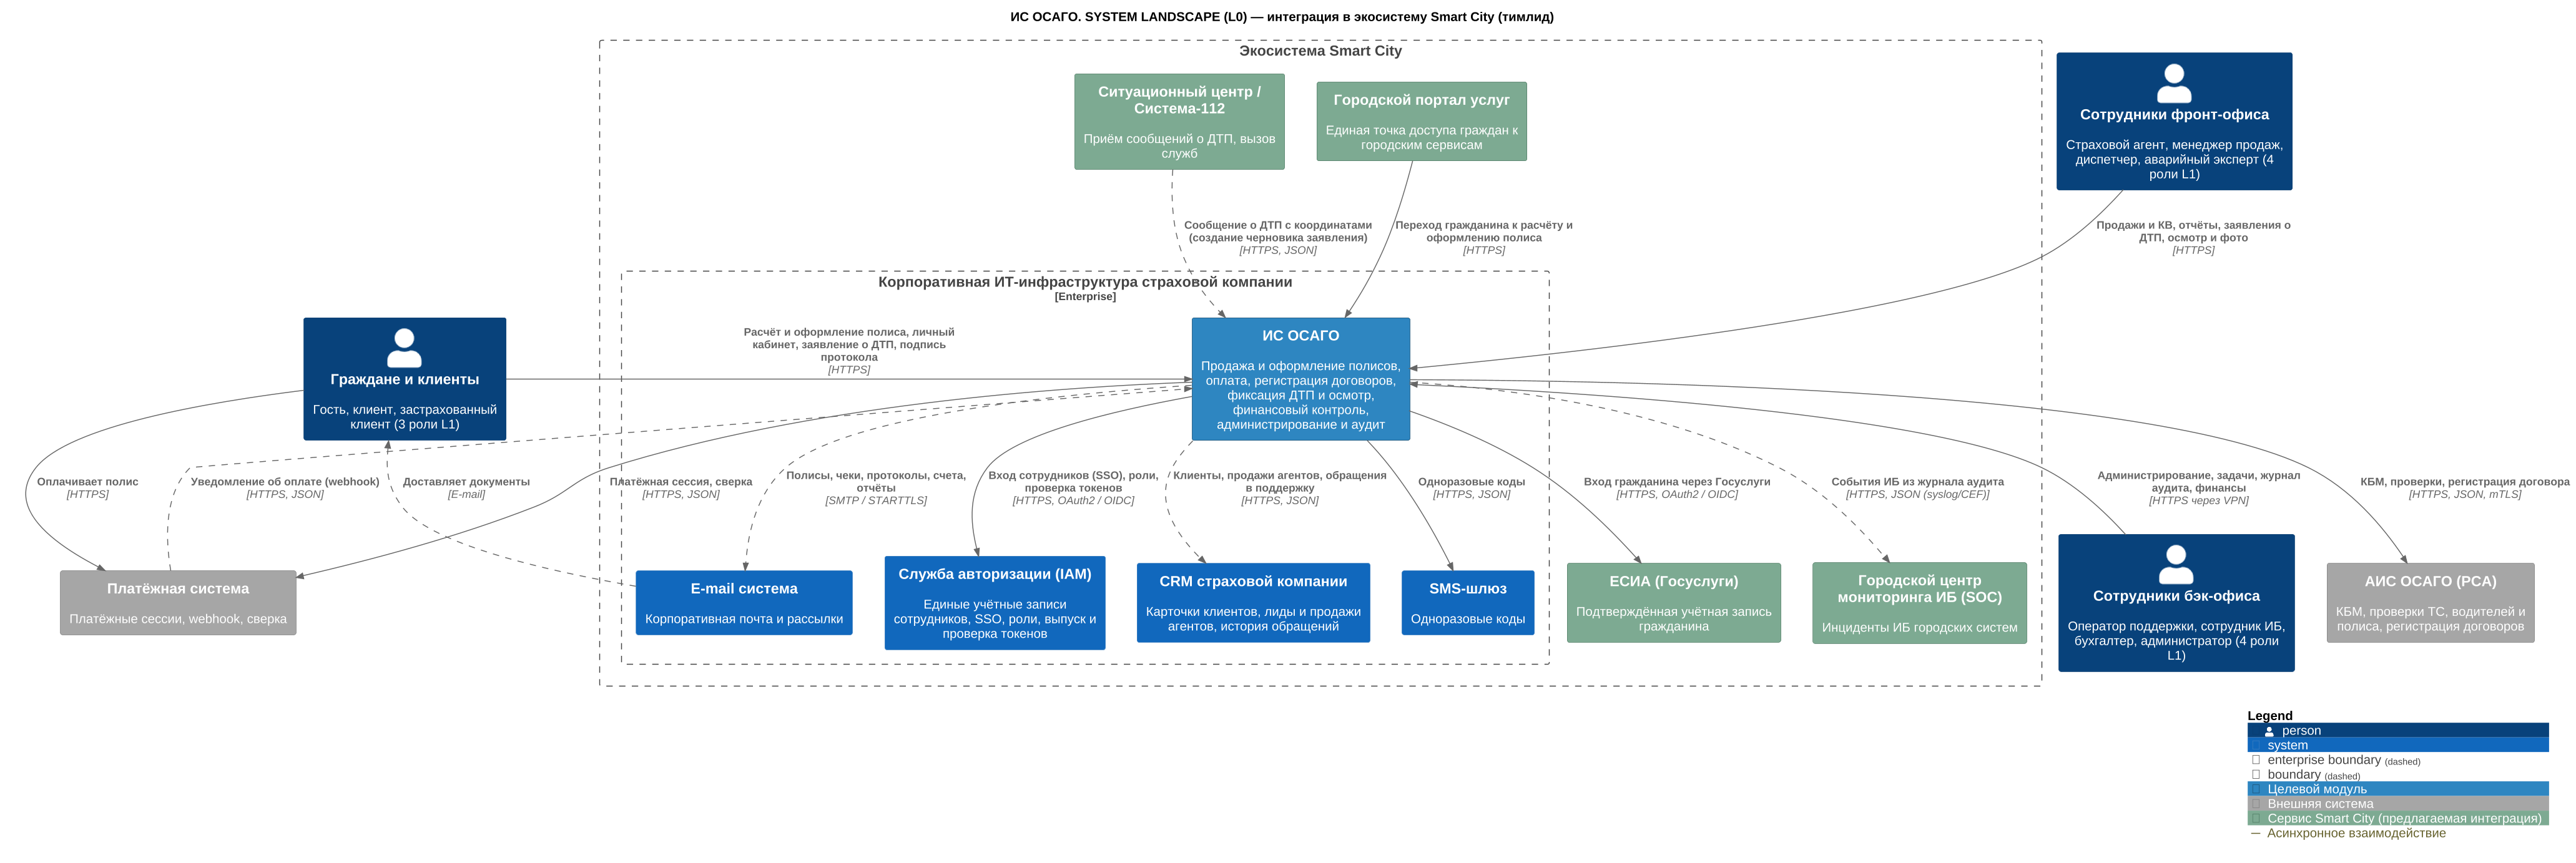 ИС ОСАГО. SYSTEM LANDSCAPE (L0) — интеграция в экосистему Smart City (тимлид)
Экосистема Smart City
Ситуационный центр /
Система-112
Приём сообщений о ДТП, вызов
служб
Городской портал услуг
Единая точка доступа граждан к
городским сервисам
Сотрудники фронт-офиса
Страховой агент, менеджер продаж,
диспетчер, аварийный эксперт (4
роли L1)
Сообщение о ДТП с координатами
(создание черновика заявления)
[HTTPS, JSON]
Переход гражданина к расчёту и
оформлению полиса
[HTTPS]
Продажи и КВ, отчёты, заявления о
ДТП, осмотр и фото
[HTTPS]
Корпоративная ИТ-инфраструктура страховой компании
[Enterprise]
Граждане и клиенты
Гость, клиент, застрахованный
клиент (3 роли L1)
Расчёт и оформление полиса, личный
кабинет, заявление о ДТП, подпись
протокола
[HTTPS]
ИС ОСАГО
Продажа и оформление полисов,
оплата, регистрация договоров,
фиксация ДТП и осмотр,
финансовый контроль,
администрирование и аудит
Оплачивает полис
[HTTPS]
Уведомление об оплате (webhook)
[HTTPS, JSON]
Доставляет документы
[E-mail]
Платёжная сессия, сверка
[HTTPS, JSON]
Полисы, чеки, протоколы, счета,
отчёты
[SMTP / STARTTLS]
Вход сотрудников (SSO), роли,
проверка токенов
[HTTPS, OAuth2 / OIDC]
Клиенты, продажи агентов, обращения
в поддержку
[HTTPS, JSON]
Одноразовые коды
[HTTPS, JSON]
Вход гражданина через Госуслуги
[HTTPS, OAuth2 / OIDC]
События ИБ из журнала аудита
[HTTPS, JSON (syslog/CEF)]
Администрирование, задачи, журнал
аудита, финансы
[HTTPS через VPN]
КБМ, проверки, регистрация договора
[HTTPS, JSON, mTLS]
Платёжная система
Платёжные сессии, webhook, сверка
E-mail система
Корпоративная почта и рассылки
Служба авторизации (IAM)
Единые учётные записи
сотрудников, SSO, роли, выпуск и
проверка токенов
CRM страховой компании
Карточки клиентов, лиды и продажи
агентов, история обращений
SMS-шлюз
Одноразовые коды
ЕСИА (Госуслуги)
Подтверждённая учётная запись
гражданина
Городской центр
мониторинга ИБ (SOC)
Инциденты ИБ городских систем
Сотрудники бэк-офиса
Оператор поддержки, сотрудник ИБ,
бухгалтер, администратор (4 роли
L1)
АИС ОСАГО (РСА)
КБМ, проверки ТС, водителей и
полиса, регистрация договоров
Legend
person
system
enterprise boundary (dashed)
boundary (dashed)
Целевой модуль
Внешняя система
Сервис Smart City (предлагаемая интеграция)
Асинхронное взаимодействие